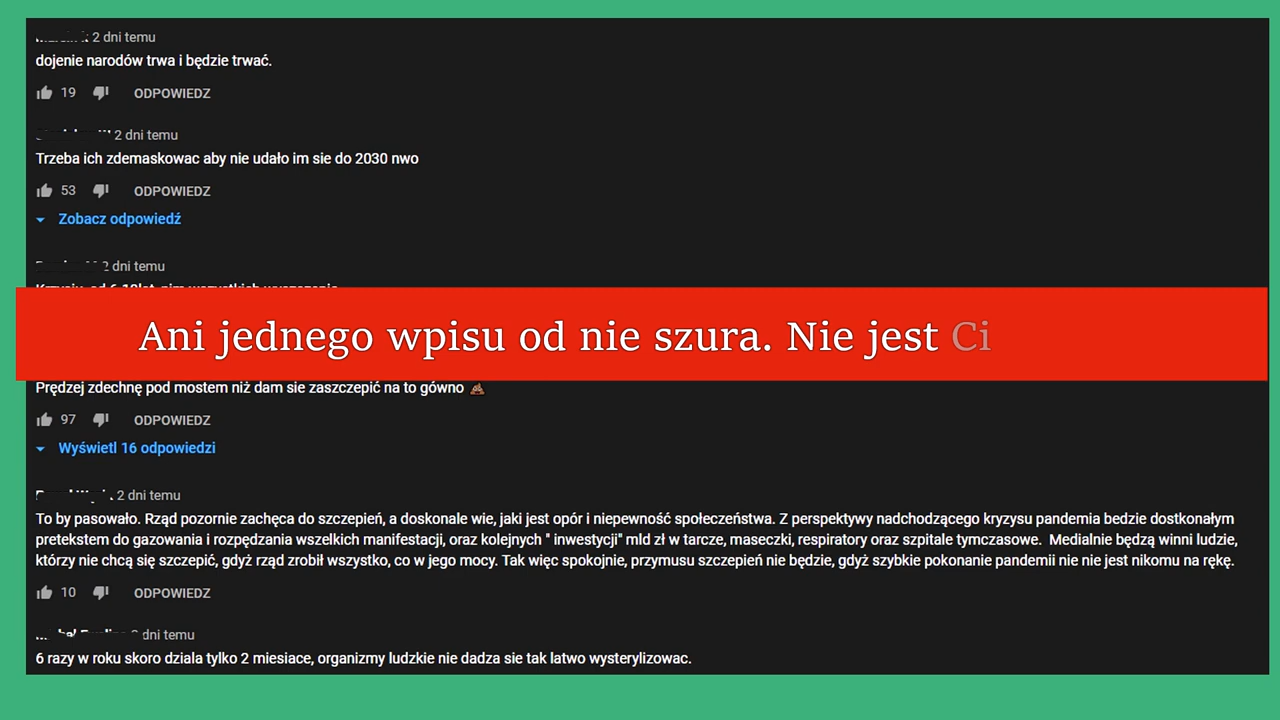 2 dni temu
dojenie narodów trwa i będzie trwać.
19 ODPOWIEDZ
2 dni temu
Trzeba ich zdemaskowac aby nie udało im sie do 2030 nwo
53 ODPOWIEDZ
Zobacz odpowiedź
2 dni temu
Ani jednego wpisu od nie szura. Nie jest Ci
Prędzej zdechnę pod mostem niż dam sie zaszczepić na to gówno 💩
97 ODPOWIEDZ
Wyświetl 16 odpowiedzi
2 dni temu
To by pasowało. Rząd pozornie zachęca do szczepień, a doskonale wie, jaki jest opór i niepewność społeczeństwa. Z perspektywy nadchodzącego kryzysu pandemia bedzie dostkonałym
pretekstem do gazowania i rozpędzania wszelkich manifestacji, oraz kolejnych " inwestycji" mld zł w tarcze, maseczki, respiratory oraz szpitale tymczasowe. Medialnie będzą winni ludzie,
którzy nie chcą się szczepić, gdyż rząd zrobił wszystko, co w jego mocy. Tak więc spokojnie, przymusu szczepień nie będzie, gdyż szybkie pokonanie pandemii nie nie jest nikomu na rękę.
10 ODPOWIEDZ
dni temu
6 razy w roku skoro dziala tylko 2 miesiace, organizmy ludzkie nie dadza sie tak latwo wysterylizowac.